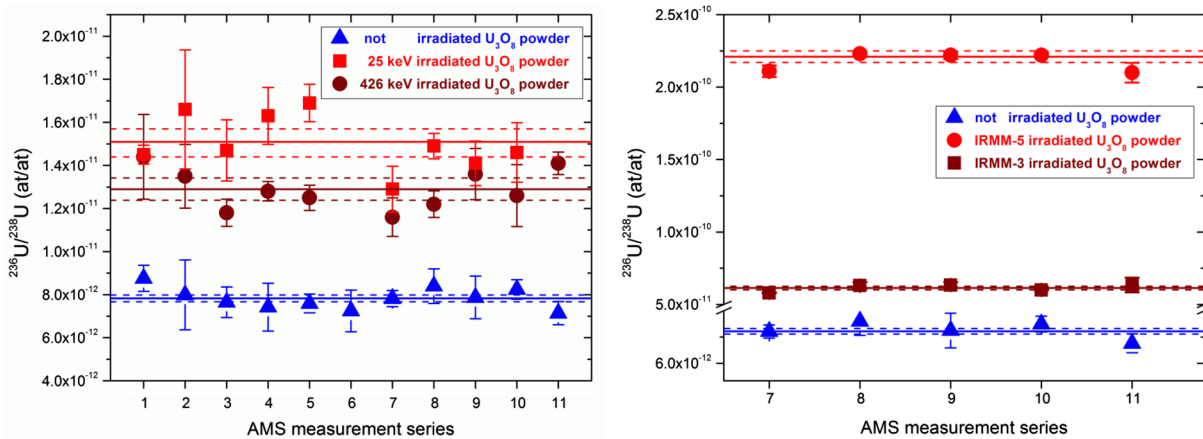 2.0x10⁻¹¹
1.8x10⁻¹¹
1.6x10⁻¹¹
1.4x10⁻¹¹
1.2x10⁻¹¹
1.0x10⁻¹¹
8.0x10⁻¹²
6.0x10⁻¹²
4.0x10⁻¹²
²³⁶U/²³⁸U (at/at)
not irradiated U₃O₈ powder
25 keV irradiated U₃O₈ powder
426 keV irradiated U₃O₈ powder
1 2 3 4 5 6 7 8 9 10 11
AMS measurement series
2.5x10⁻¹⁰
2.0x10⁻¹⁰
1.5x10⁻¹⁰
1.0x10⁻¹⁰
5.0x10⁻¹¹
6.0x10⁻¹²
²³⁶U/²³⁸U (at/at)
not irradiated U₃O₈ powder
IRMM-5 irradiated U₃O₈ powder
IRMM-3 irradiated U₃O₈ powder
7 8 9 10 11
AMS measurement series